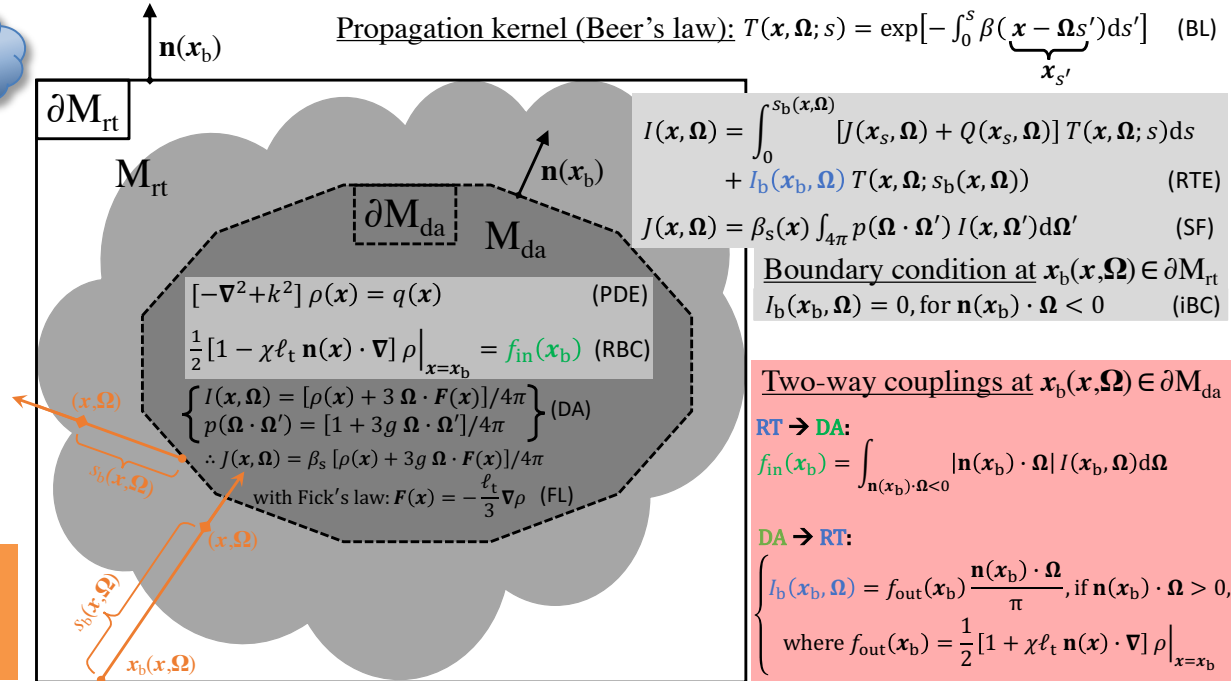 Propagation kernel (Beer's law): T(x, Ω; s) = exp[− ∫₀ˢ β(x − Ωs′)ds′] (BL)
x_{s′}
n(x_b)
∂M_rt
M_rt
I(x, Ω) = ∫₀^{s_b(x,Ω)} [J(x_s, Ω) + Q(x_s, Ω)] T(x, Ω; s)ds
+ I_b(x_b, Ω) T(x, Ω; s_b(x, Ω)) (RTE)
J(x, Ω) = β_s(x) ∫_{4π} p(Ω · Ω′) I(x, Ω′)dΩ′ (SF)
Boundary condition at x_b(x,Ω) ∈ ∂M_rt
I_b(x_b, Ω) = 0, for n(x_b) · Ω < 0 (iBC)
n(x_b)
∂M_da
M_da
[−∇²+k²] ρ(x) = q(x) (PDE)
½ [1 − χℓ_t n(x) · ∇] ρ|_{x=x_b} = f_in(x_b) (RBC)
{ I(x, Ω) = [ρ(x) + 3 Ω · F(x)]/4π
p(Ω · Ω′) = [1 + 3g Ω · Ω′]/4π } (DA)
∴ J(x, Ω) = β_s [ρ(x) + 3g Ω · F(x)]/4π
with Fick's law: F(x) = −(ℓ_t/3) ∇ρ (FL)
(x,Ω)
s_b(x,Ω)
(x,Ω)
s_b(x,Ω)
x_b(x,Ω)
Two-way couplings at x_b(x,Ω) ∈ ∂M_da
RT → DA:
f_in(x_b) = ∫_{n(x_b)·Ω<0} |n(x_b) · Ω| I(x_b, Ω)dΩ
DA → RT:
{ I_b(x_b, Ω) = f_out(x_b) (n(x_b) · Ω)/π, if n(x_b) · Ω > 0,
where f_out(x_b) = ½ [1 + χℓ_t n(x) · ∇] ρ|_{x=x_b}